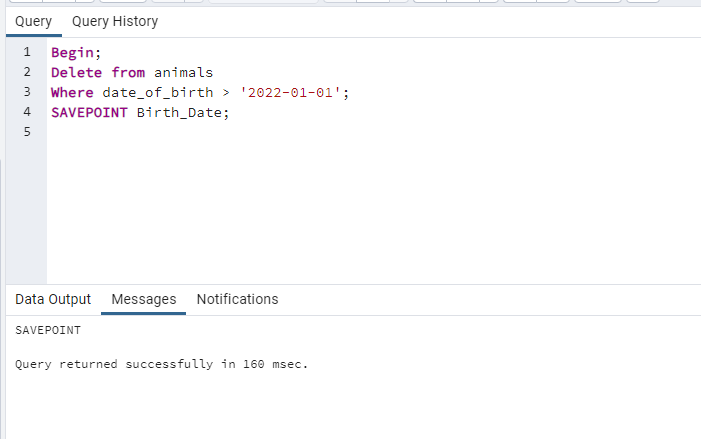 Query Query History
1 Begin;
2 Delete from animals
3 Where date_of_birth > '2022-01-01';
4 SAVEPOINT Birth_Date;
5
Data Output Messages Notifications
SAVEPOINT
Query returned successfully in 160 msec.